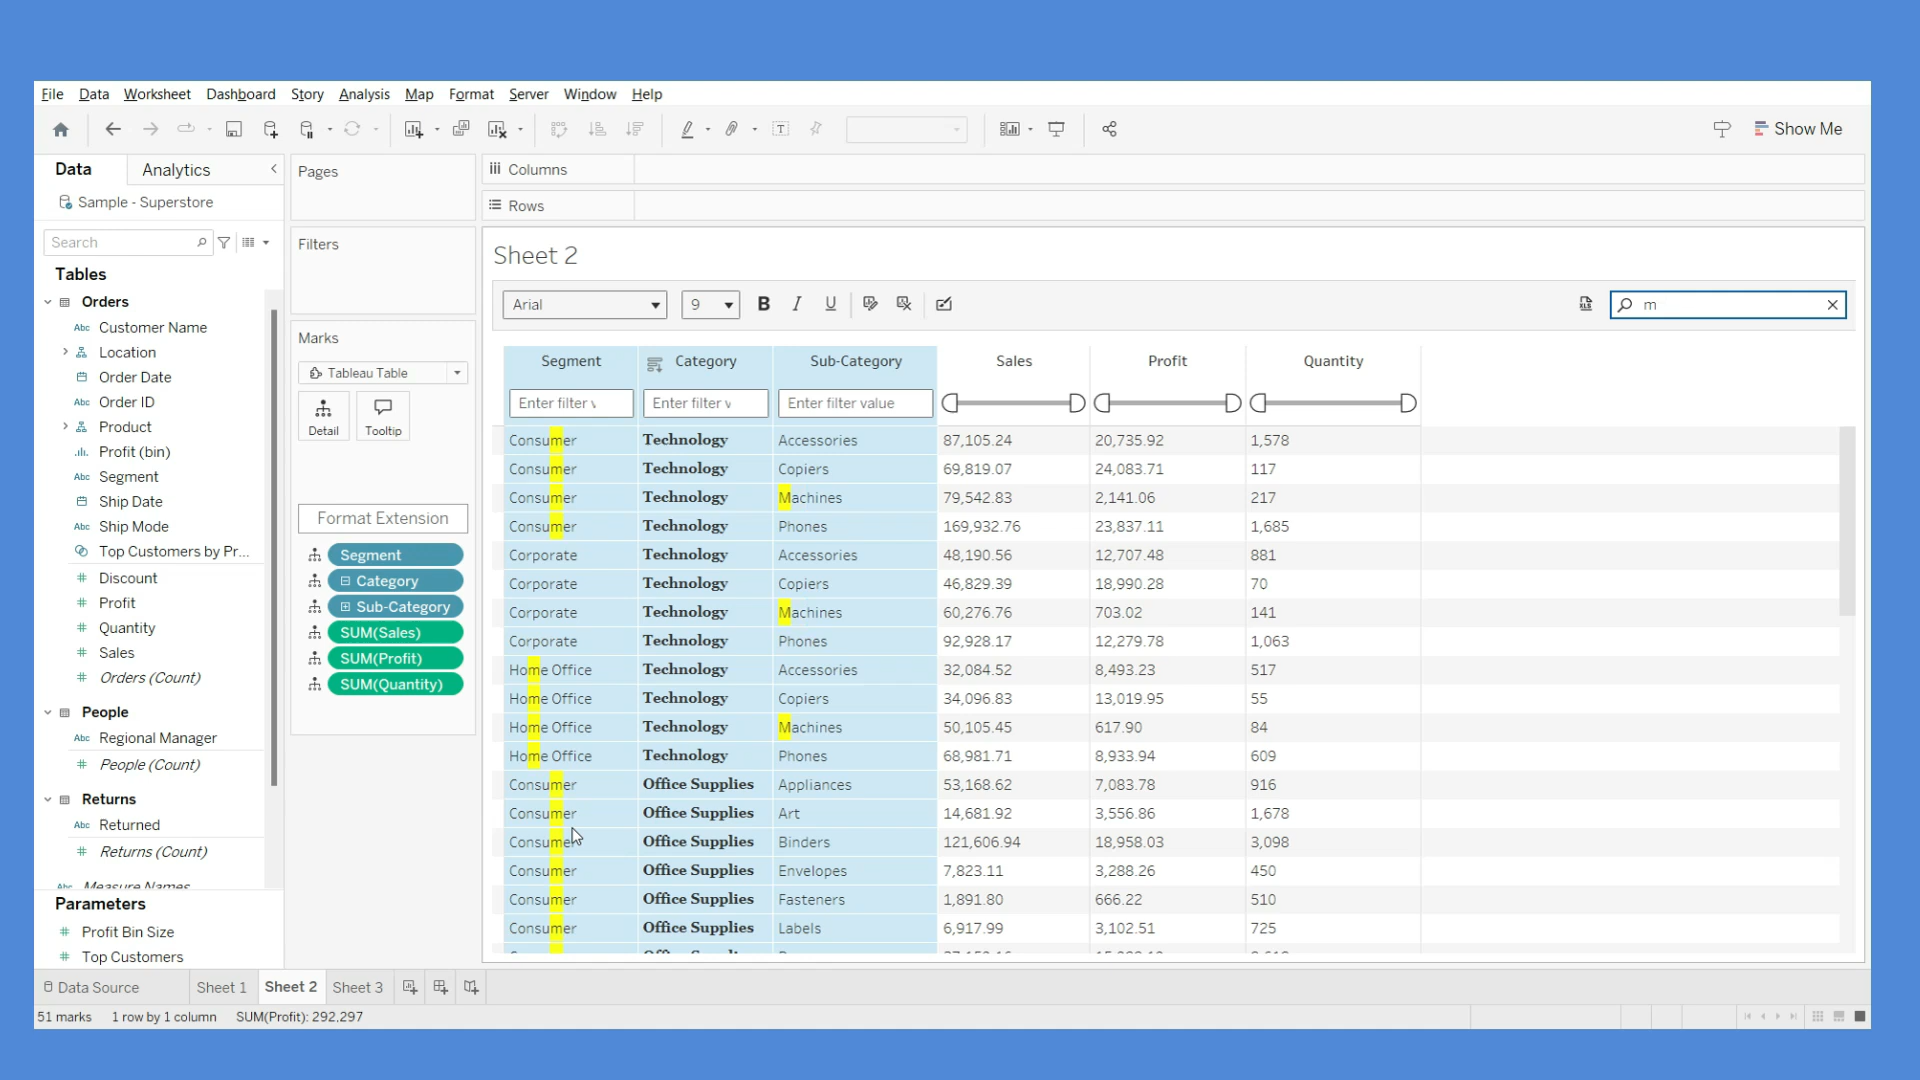 File Data Worksheet Dashboard Story Analysis Map Format Server Window Help
Show Me
Data Analytics
Sample - Superstore
Search
Tables
Orders
Abc Customer Name
Location
Order Date
Abc Order ID
Product
Profit (bin)
Abc Segment
Ship Date
Abc Ship Mode
Top Customers by Pr...
# Discount
# Profit
# Quantity
# Sales
# Orders (Count)
People
Abc Regional Manager
# People (Count)
Returns
Abc Returned
# Returns (Count)
Abc Measure Names
Parameters
# Profit Bin Size
# Top Customers
Pages
Filters
Marks
Tableau Table
Detail Tooltip
Format Extension
Segment
Category
Sub-Category
SUM(Sales)
SUM(Profit)
SUM(Quantity)
Columns
Rows
Sheet 2
Arial 9 B I U XLS m
Segment Category Sub-Category Sales Profit Quantity
Enter filter v Enter filter v Enter filter value
Consumer Technology Accessories 87,105.24 20,735.92 1,578
Consumer Technology Copiers 69,819.07 24,083.71 117
Consumer Technology Machines 79,542.83 2,141.06 217
Consumer Technology Phones 169,932.76 23,837.11 1,685
Corporate Technology Accessories 48,190.56 12,707.48 881
Corporate Technology Copiers 46,829.39 18,990.28 70
Corporate Technology Machines 60,276.76 703.02 141
Corporate Technology Phones 92,928.17 12,279.78 1,063
Home Office Technology Accessories 32,084.52 8,493.23 517
Home Office Technology Copiers 34,096.83 13,019.95 55
Home Office Technology Machines 50,105.45 617.90 84
Home Office Technology Phones 68,981.71 8,933.94 609
Consumer Office Supplies Appliances 53,168.62 7,083.78 916
Consumer Office Supplies Art 14,681.92 3,556.86 1,678
Consumer Office Supplies Binders 121,606.94 18,958.03 3,098
Consumer Office Supplies Envelopes 7,823.11 3,288.26 450
Consumer Office Supplies Fasteners 1,891.80 666.22 510
Consumer Office Supplies Labels 6,917.99 3,102.51 725
Data Source Sheet 1 Sheet 2 Sheet 3
51 marks 1 row by 1 column SUM(Profit): 292,297